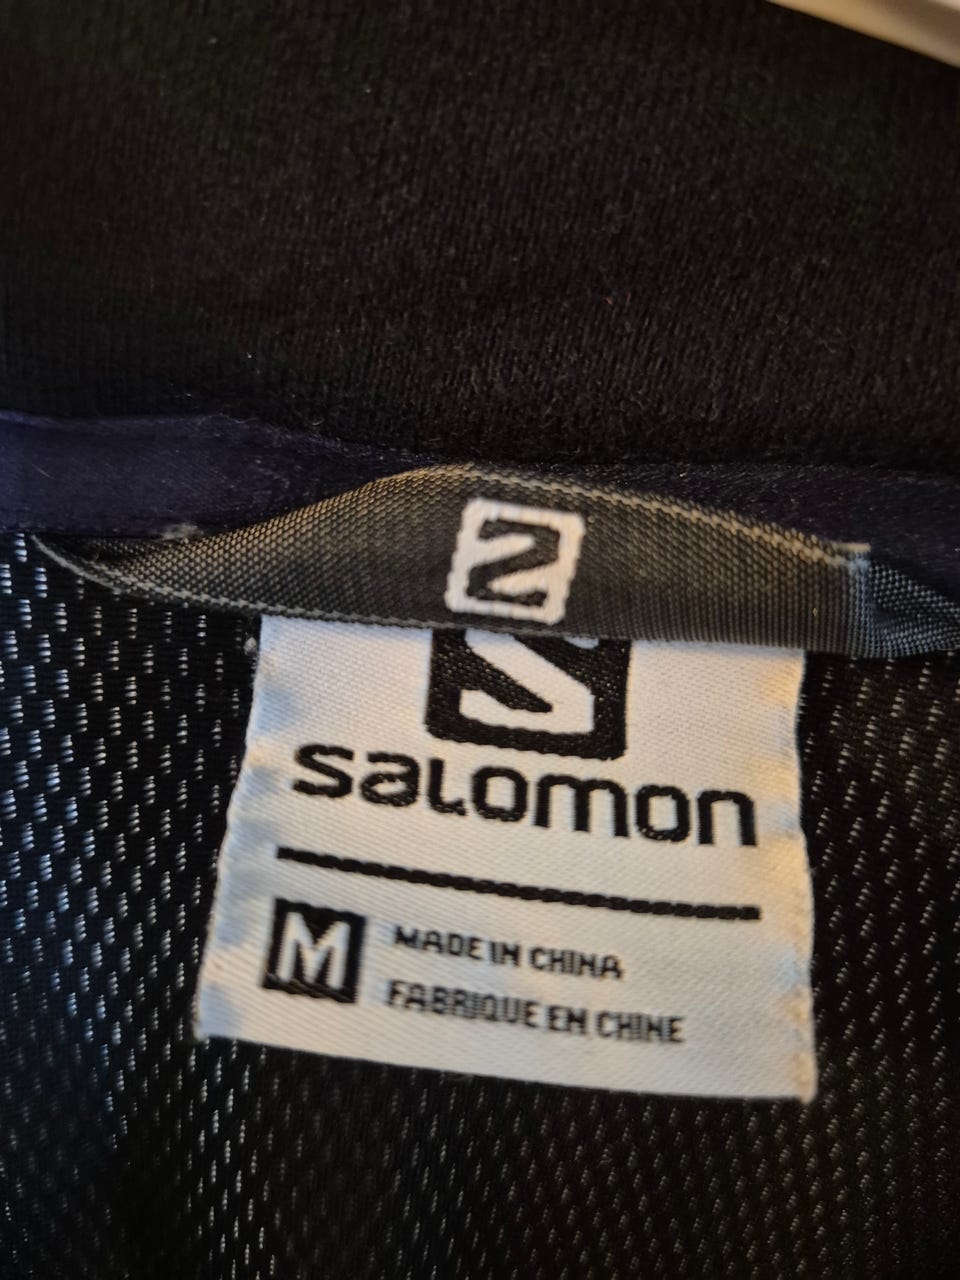 S
S
salomon
M
MADE IN CHINA
FABRIQUE EN CHINE